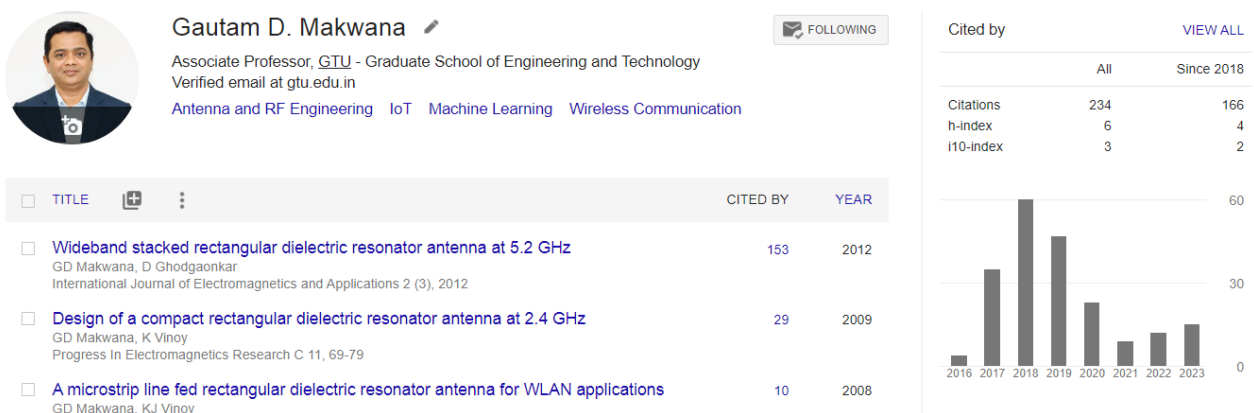 Gautam D. Makwana
FOLLOWING
Associate Professor, GTU - Graduate School of Engineering and Technology
Verified email at gtu.edu.in
Antenna and RF Engineering IoT Machine Learning Wireless Communication
TITLE CITED BY YEAR
Wideband stacked rectangular dielectric resonator antenna at 5.2 GHz 153 2012
GD Makwana, D Ghodgaonkar
International Journal of Electromagnetics and Applications 2 (3), 2012
Design of a compact rectangular dielectric resonator antenna at 2.4 GHz 29 2009
GD Makwana, K Vinoy
Progress In Electromagnetics Research C 11, 69-79
A microstrip line fed rectangular dielectric resonator antenna for WLAN applications 10 2008
GD Makwana, KJ Vinoy
Cited by VIEW ALL
All Since 2018
Citations 234 166
h-index 6 4
i10-index 3 2
60
30
0
2016 2017 2018 2019 2020 2021 2022 2023